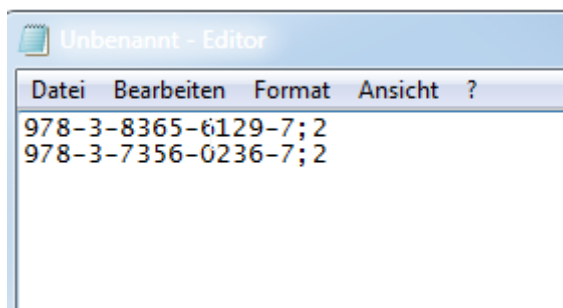 Unbenannt - Editor
Datei Bearbeiten Format Ansicht ?
978-3-8365-6129-7;2
978-3-7356-0236-7;2